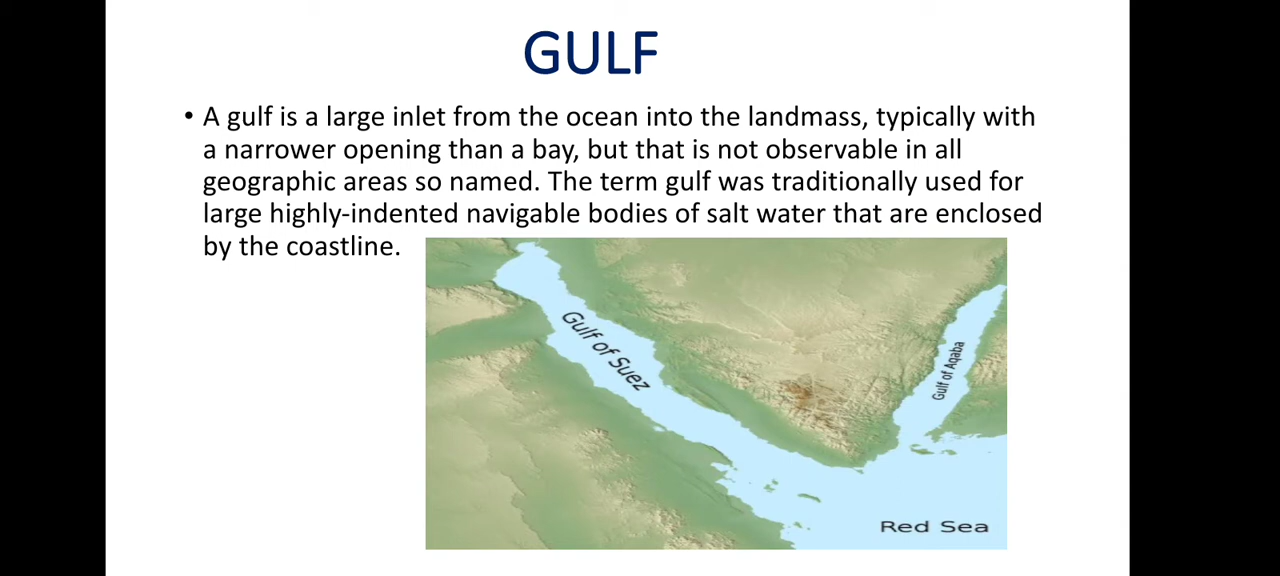 GULF
• A gulf is a large inlet from the ocean into the landmass, typically with
a narrower opening than a bay, but that is not observable in all
geographic areas so named. The term gulf was traditionally used for
large highly-indented navigable bodies of salt water that are enclosed
by the coastline.
Gulf of Suez
Gulf of Aqaba
Red Sea